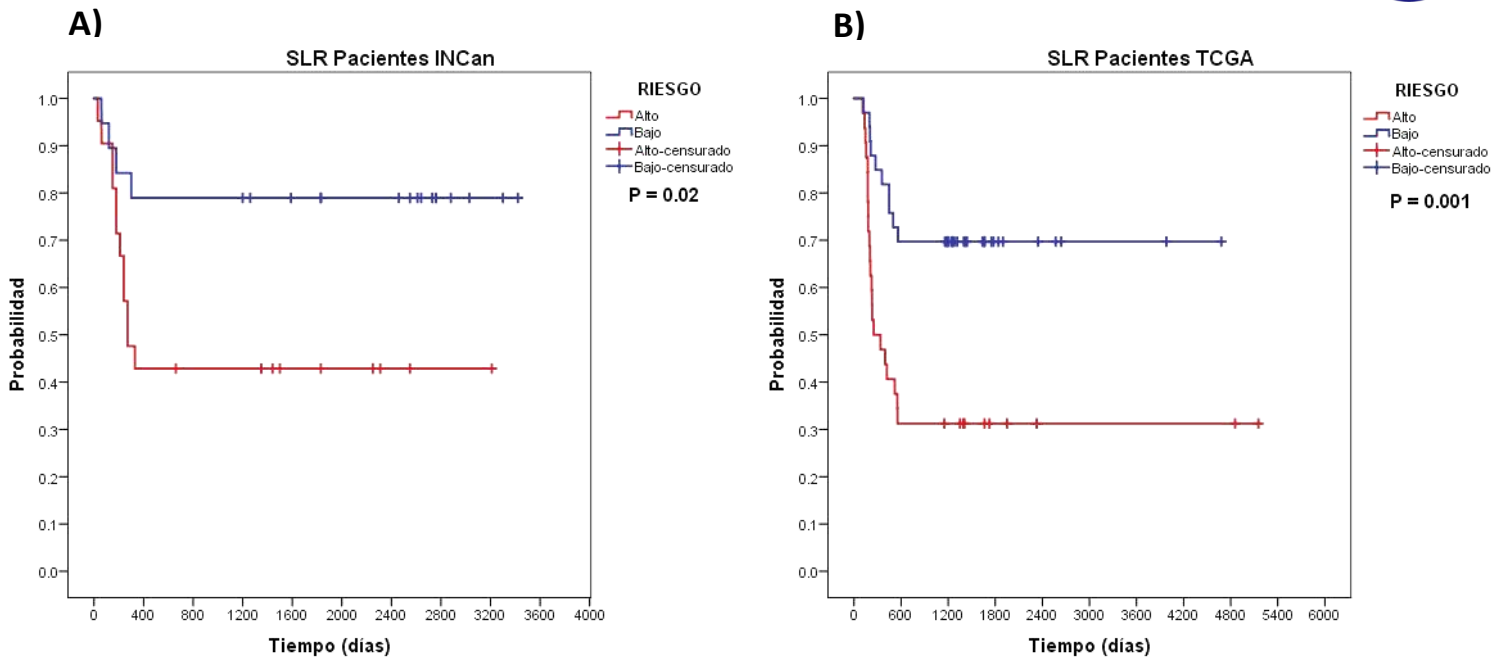 A)
SLR Pacientes INCan
RIESGO
Alto
Bajo
Alto-censurado
Bajo-censurado
P = 0.02
Probabilidad
1.0
0.9
0.8
0.7
0.6
0.5
0.4
0.3
0.2
0.1
0.0
0 400 800 1200 1600 2000 2400 2800 3200 3600 4000
Tiempo (días)
B)
SLR Pacientes TCGA
RIESGO
Alto
Bajo
Alto-censurado
Bajo-censurado
P = 0.001
Probabilidad
1.0
0.9
0.8
0.7
0.6
0.5
0.4
0.3
0.2
0.1
0.0
0 600 1200 1800 2400 3000 3600 4200 4800 5400 6000
Tiempo (días)